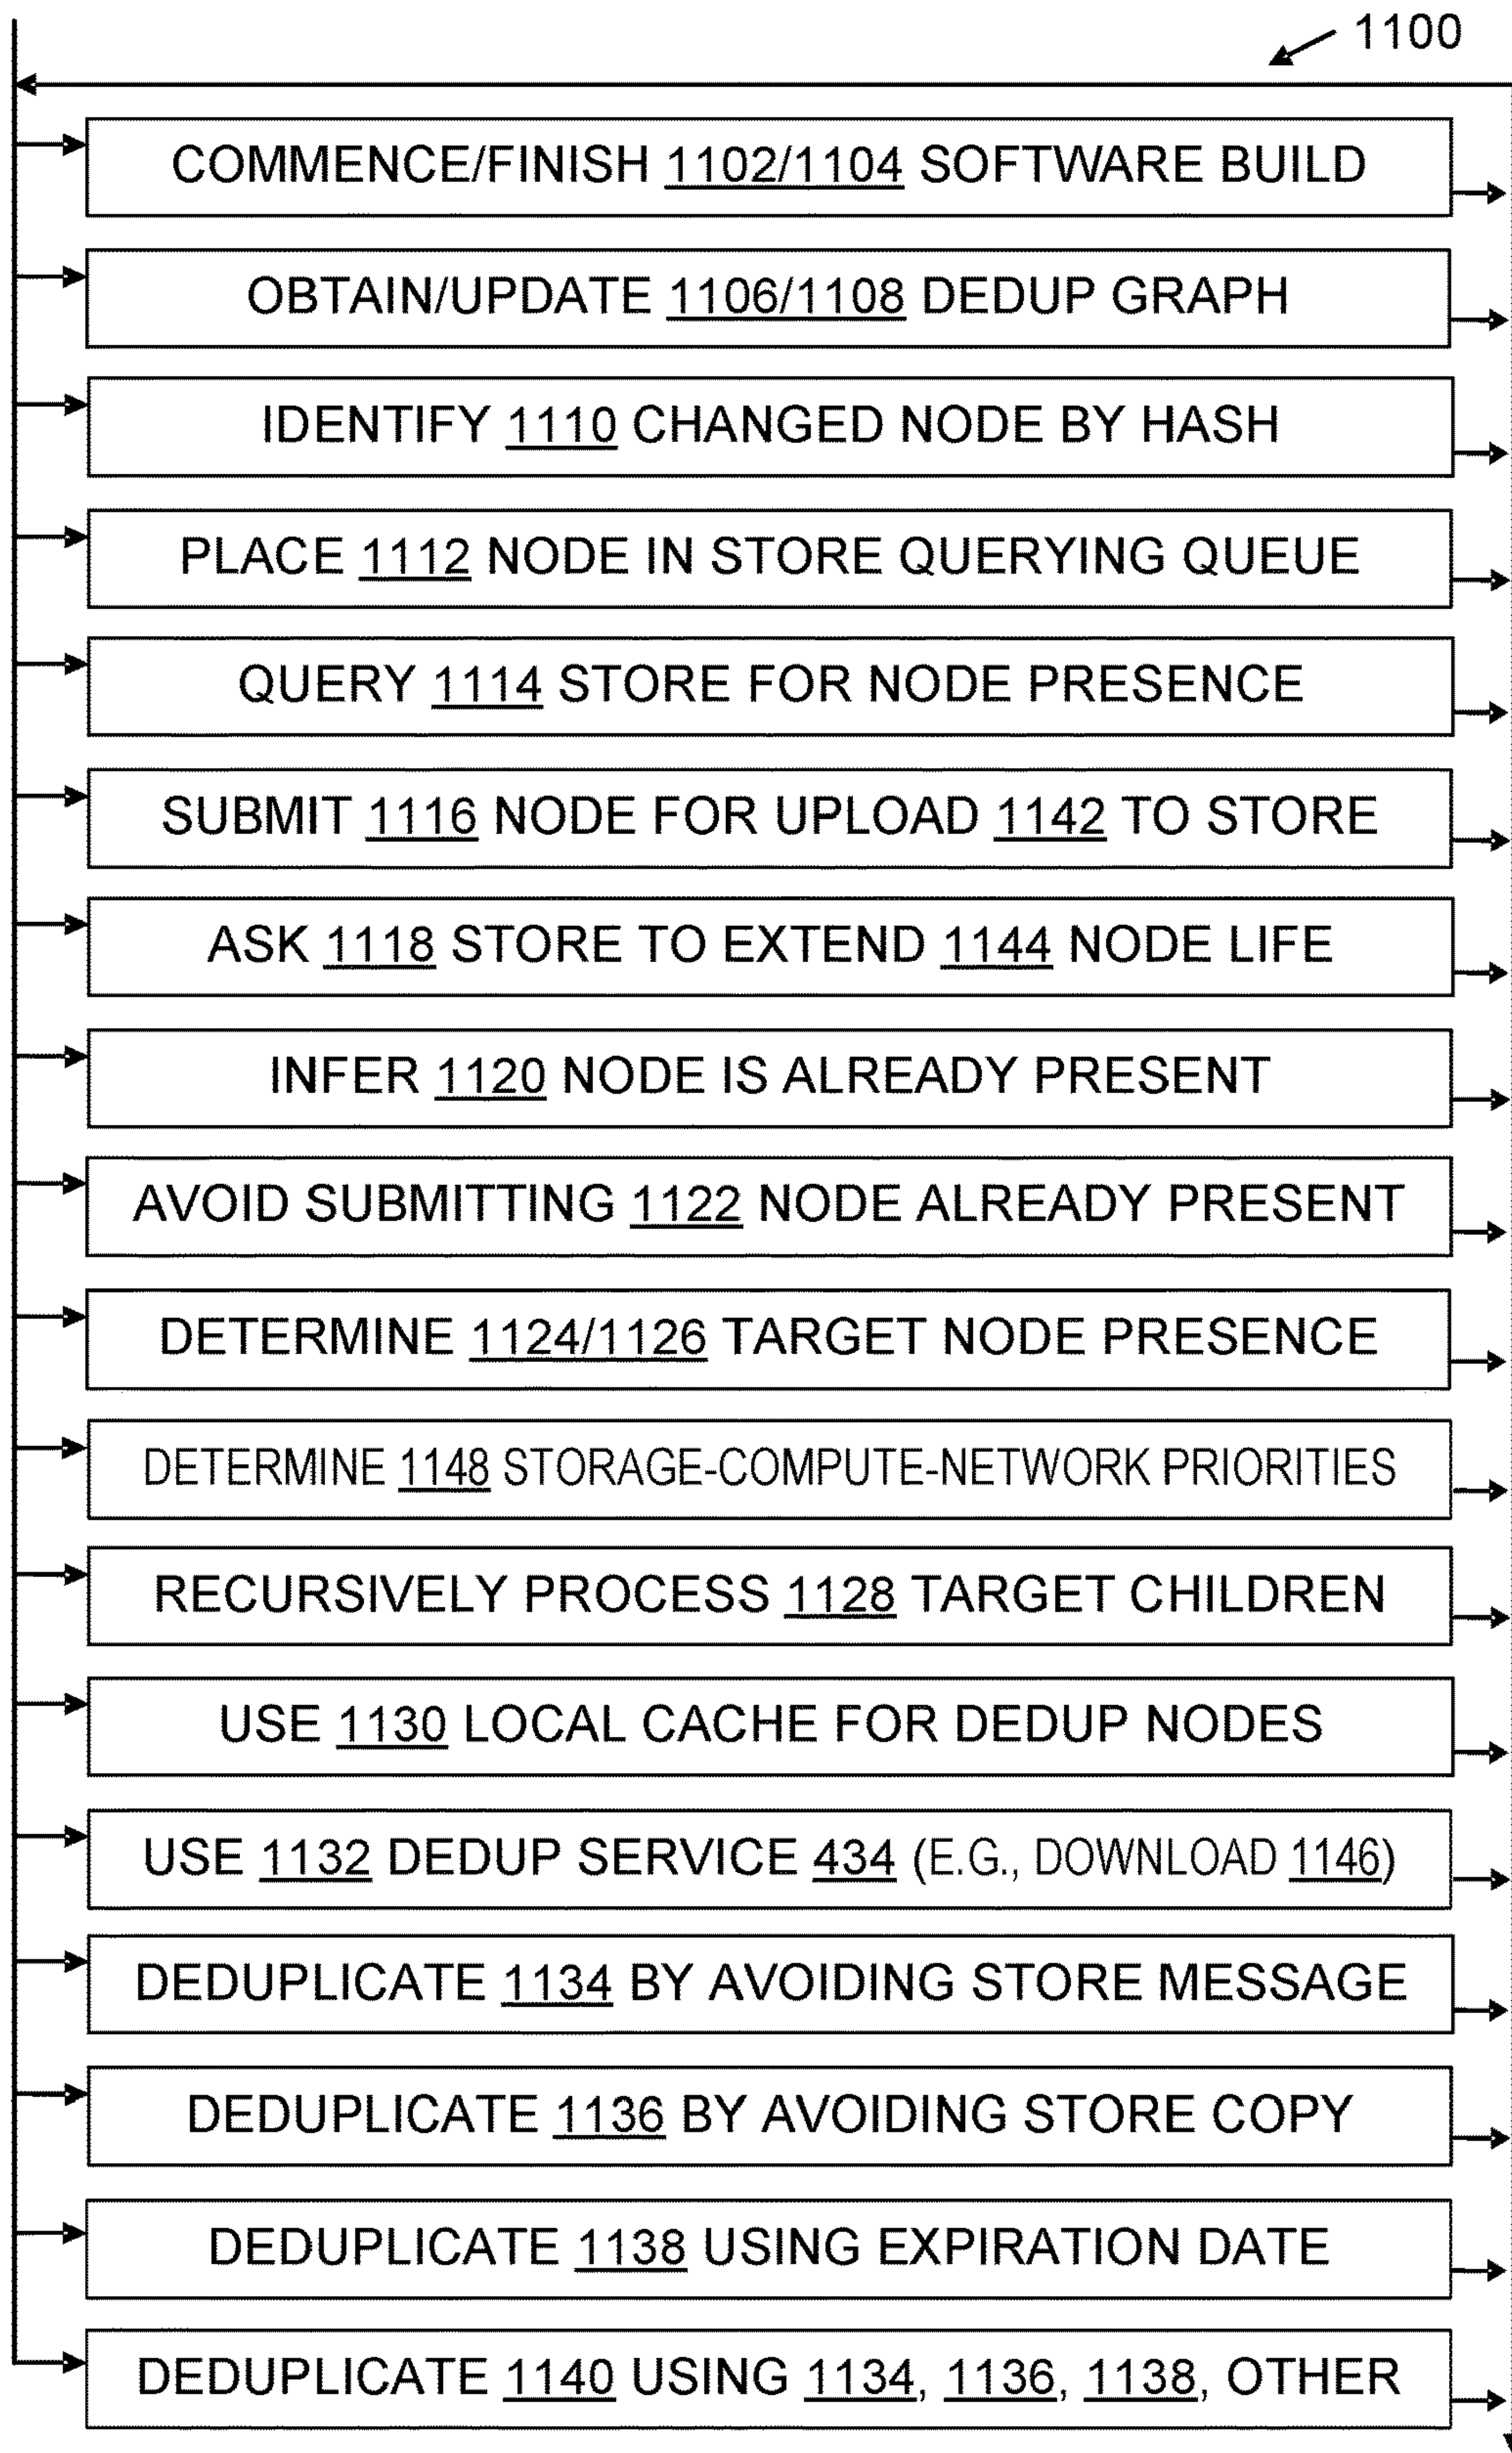 1100
COMMENCE/FINISH 1102/1104 SOFTWARE BUILD
OBTAIN/UPDATE 1106/1108 DEDUP GRAPH
IDENTIFY 1110 CHANGED NODE BY HASH
PLACE 1112 NODE IN STORE QUERYING QUEUE
QUERY 1114 STORE FOR NODE PRESENCE
SUBMIT 1116 NODE FOR UPLOAD 1142 TO STORE
ASK 1118 STORE TO EXTEND 1144 NODE LIFE
INFER 1120 NODE IS ALREADY PRESENT
AVOID SUBMITTING 1122 NODE ALREADY PRESENT
DETERMINE 1124/1126 TARGET NODE PRESENCE
DETERMINE 1148 STORAGE-COMPUTE-NETWORK PRIORITIES
RECURSIVELY PROCESS 1128 TARGET CHILDREN
USE 1130 LOCAL CACHE FOR DEDUP NODES
USE 1132 DEDUP SERVICE 434 (E.G., DOWNLOAD 1146)
DEDUPLICATE 1134 BY AVOIDING STORE MESSAGE
DEDUPLICATE 1136 BY AVOIDING STORE COPY
DEDUPLICATE 1138 USING EXPIRATION DATE
DEDUPLICATE 1140 USING 1134, 1136, 1138, OTHER